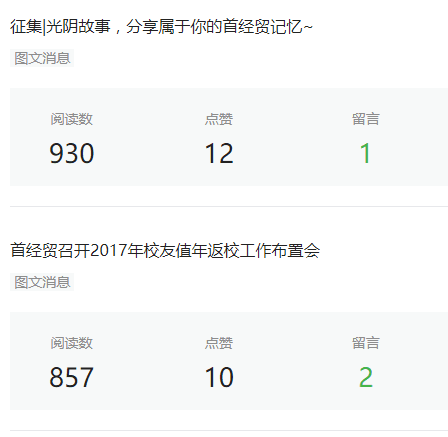 征集|光阴故事，分享属于你的首经贸记忆~
图文消息
阅读数 点赞 留言
930 12 1
首经贸召开2017年校友值年返校工作布置会
图文消息
阅读数 点赞 留言
857 10 2